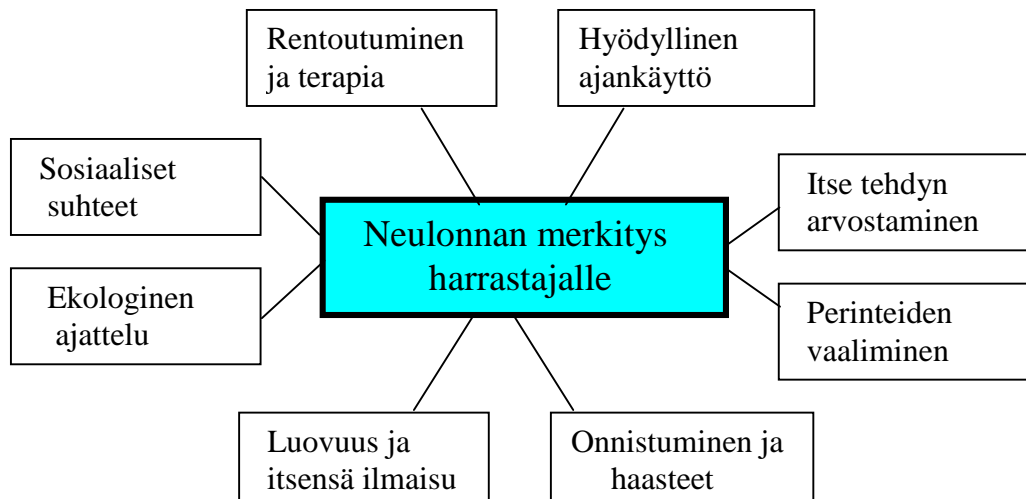 Rentoutuminen
ja terapia
Hyödyllinen
ajankäyttö
Sosiaaliset
suhteet
Itse tehdyn
arvostaminen
Neulonnan merkitys
harrastajalle
Ekologinen
ajattelu
Perinteiden
vaaliminen
Luovuus ja
itsensä ilmaisu
Onnistuminen ja
haasteet